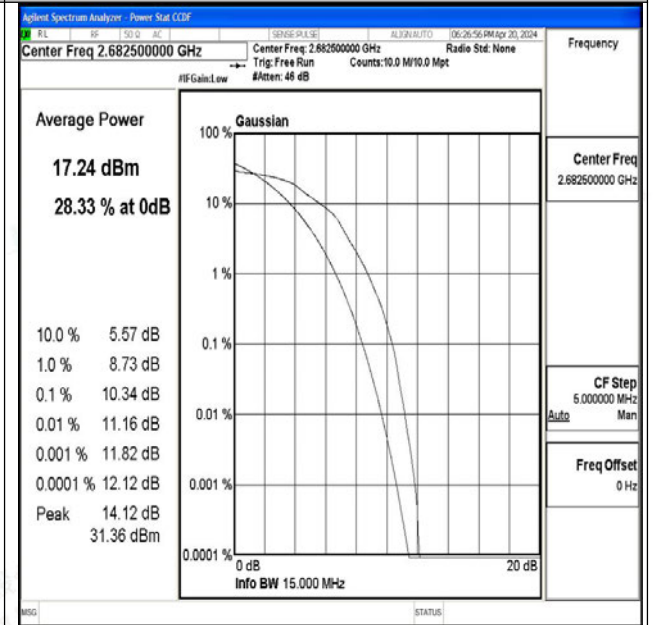 Agilent Spectrum Analyzer - Power Stat CCDF
RL RF 50 Ω AC SENSE:PULSE ALIGN AUTO 06:26:56 PM Apr 20, 2024
Center Freq 2.682500000 GHz
Center Freq: 2.682500000 GHz Radio Std: None
Trig: Free Run Counts:10.0 M/10.0 Mpt
#IFGain:Low #Atten: 46 dB
Frequency
Average Power
17.24 dBm
28.33 % at 0dB
10.0 % 5.57 dB
1.0 % 8.73 dB
0.1 % 10.34 dB
0.01 % 11.16 dB
0.001 % 11.82 dB
0.0001 % 12.12 dB
Peak 14.12 dB
31.36 dBm
Gaussian
100 %
10 %
1 %
0.1 %
0.01 %
0.001 %
0.0001 %
0 dB 20 dB
Info BW 15.000 MHz
Center Freq
2.682500000 GHz
CF Step
5.000000 MHz
Auto Man
Freq Offset
0 Hz
MSG STATUS